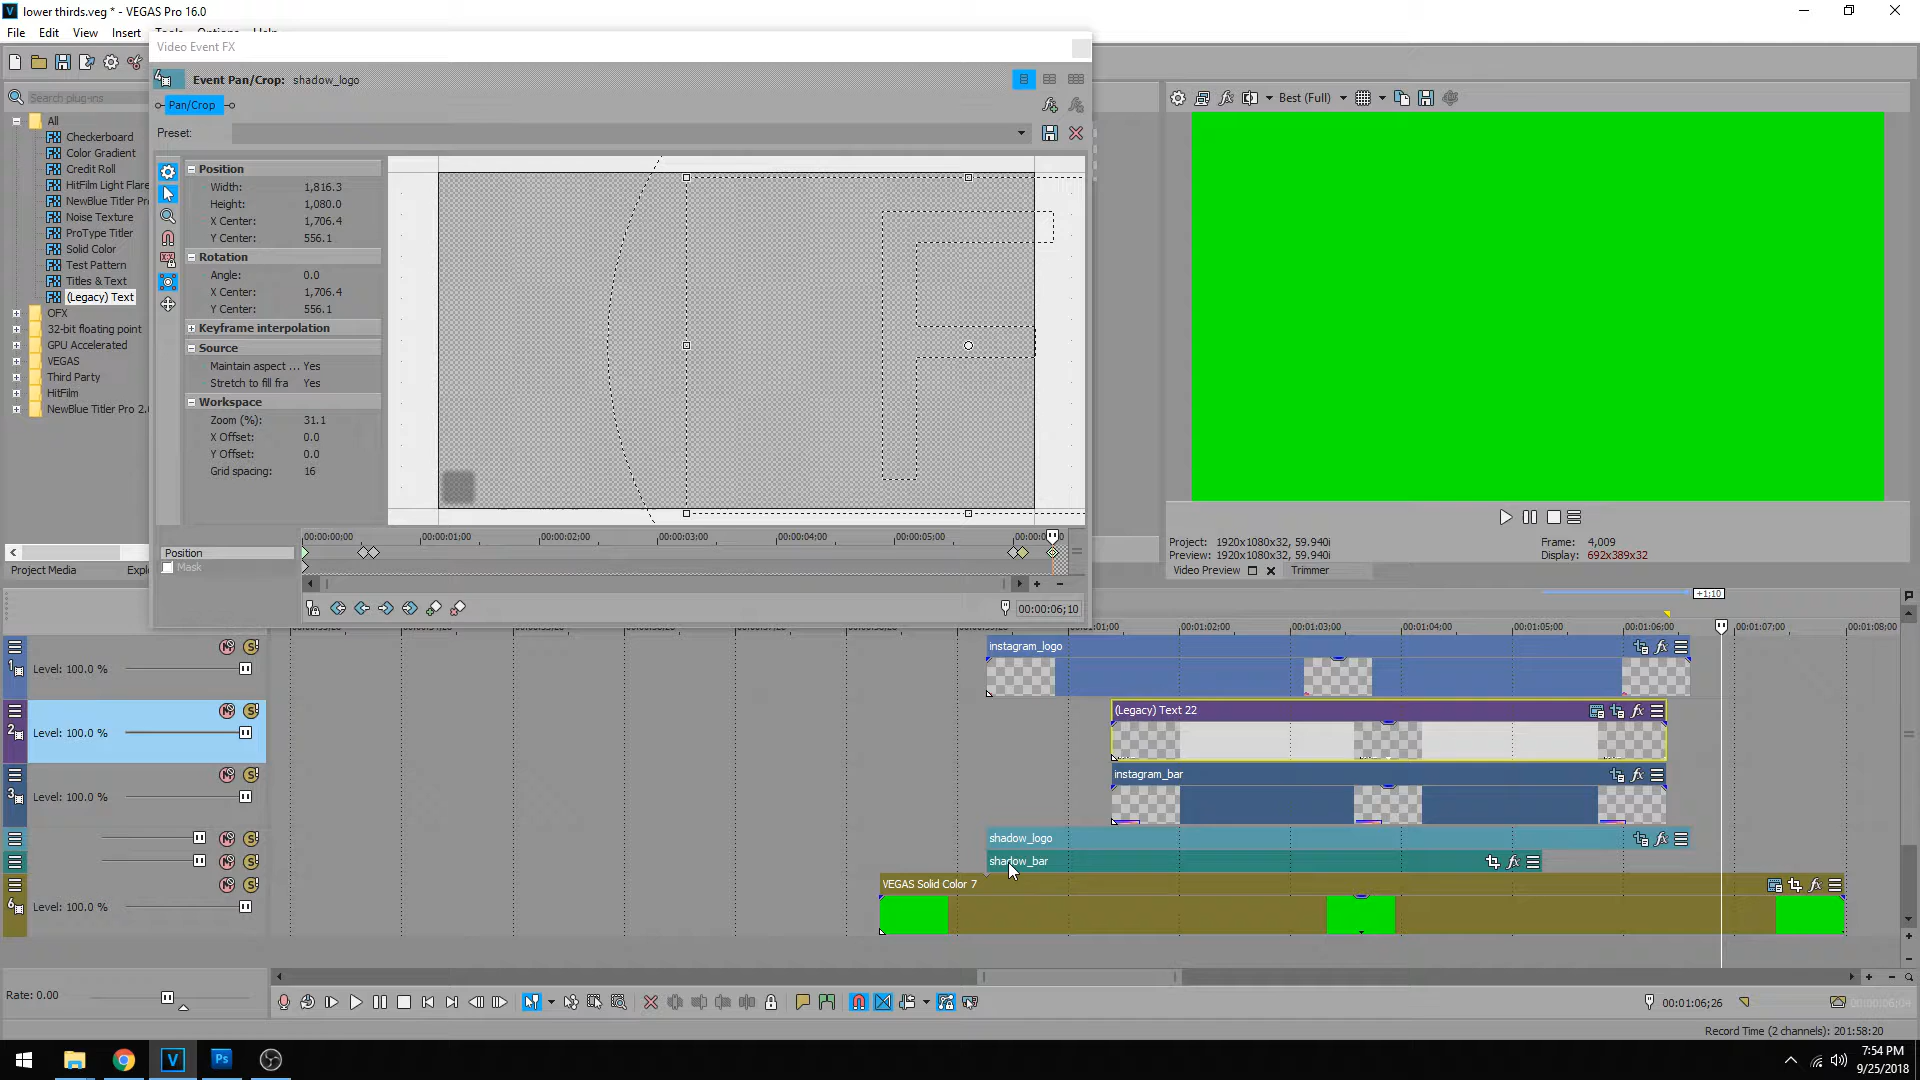 lower thirds.veg * - VEGAS Pro 16.0
File Edit View Insert Tools Options Help
Video Event FX
Event Pan/Crop: shadow_logo
Pan/Crop
Preset:
Search plug-ins
All
Checkerboard
Color Gradient
Credit Roll
HitFilm Light Flare
NewBlue Titler Pr
Noise Texture
ProType Titler
Solid Color
Test Pattern
Titles & Text
(Legacy) Text
OFX
32-bit floating point
GPU Accelerated
VEGAS
Third Party
HitFilm
NewBlue Titler Pro 2.
Project Media
Position
Width: 1,816.3
Height: 1,080.0
X Center: 1,706.4
Y Center: 556.1
Rotation
Angle: 0.0
X Center: 1,706.4
Y Center: 556.1
Keyframe interpolation
Source
Maintain aspect ... Yes
Stretch to fill fra Yes
Workspace
Zoom (%): 31.1
X Offset: 0.0
Y Offset: 0.0
Grid spacing: 16
00:00:00;00 00:00:01;00 00:00:02;00 00:00:03;00 00:00:04;00 00:00:05;00
Position
Mask
00:00:06;10
Best (Full)
Project: 1920x1080x32, 59.940i
Preview: 1920x1080x32, 59.940i
Frame: 4,009
Display: 692x389x32
Video Preview
Trimmer
+1:10
00:01:02;00 00:01:03;00 00:01:04;00 00:01:05;00 00:01:06;00 00:01:07;00 00:01:08;00
1
Level: 100.0 %
instagram_logo
2
Level: 100.0 %
(Legacy) Text 22
3
Level: 100.0 %
instagram_bar
shadow_logo
shadow_bar
6
Level: 100.0 %
VEGAS Solid Color 7
Rate: 0.00
00:01:06;26
Record Time (2 channels): 201:58:20
V
Ps
7:54 PM
9/25/2018